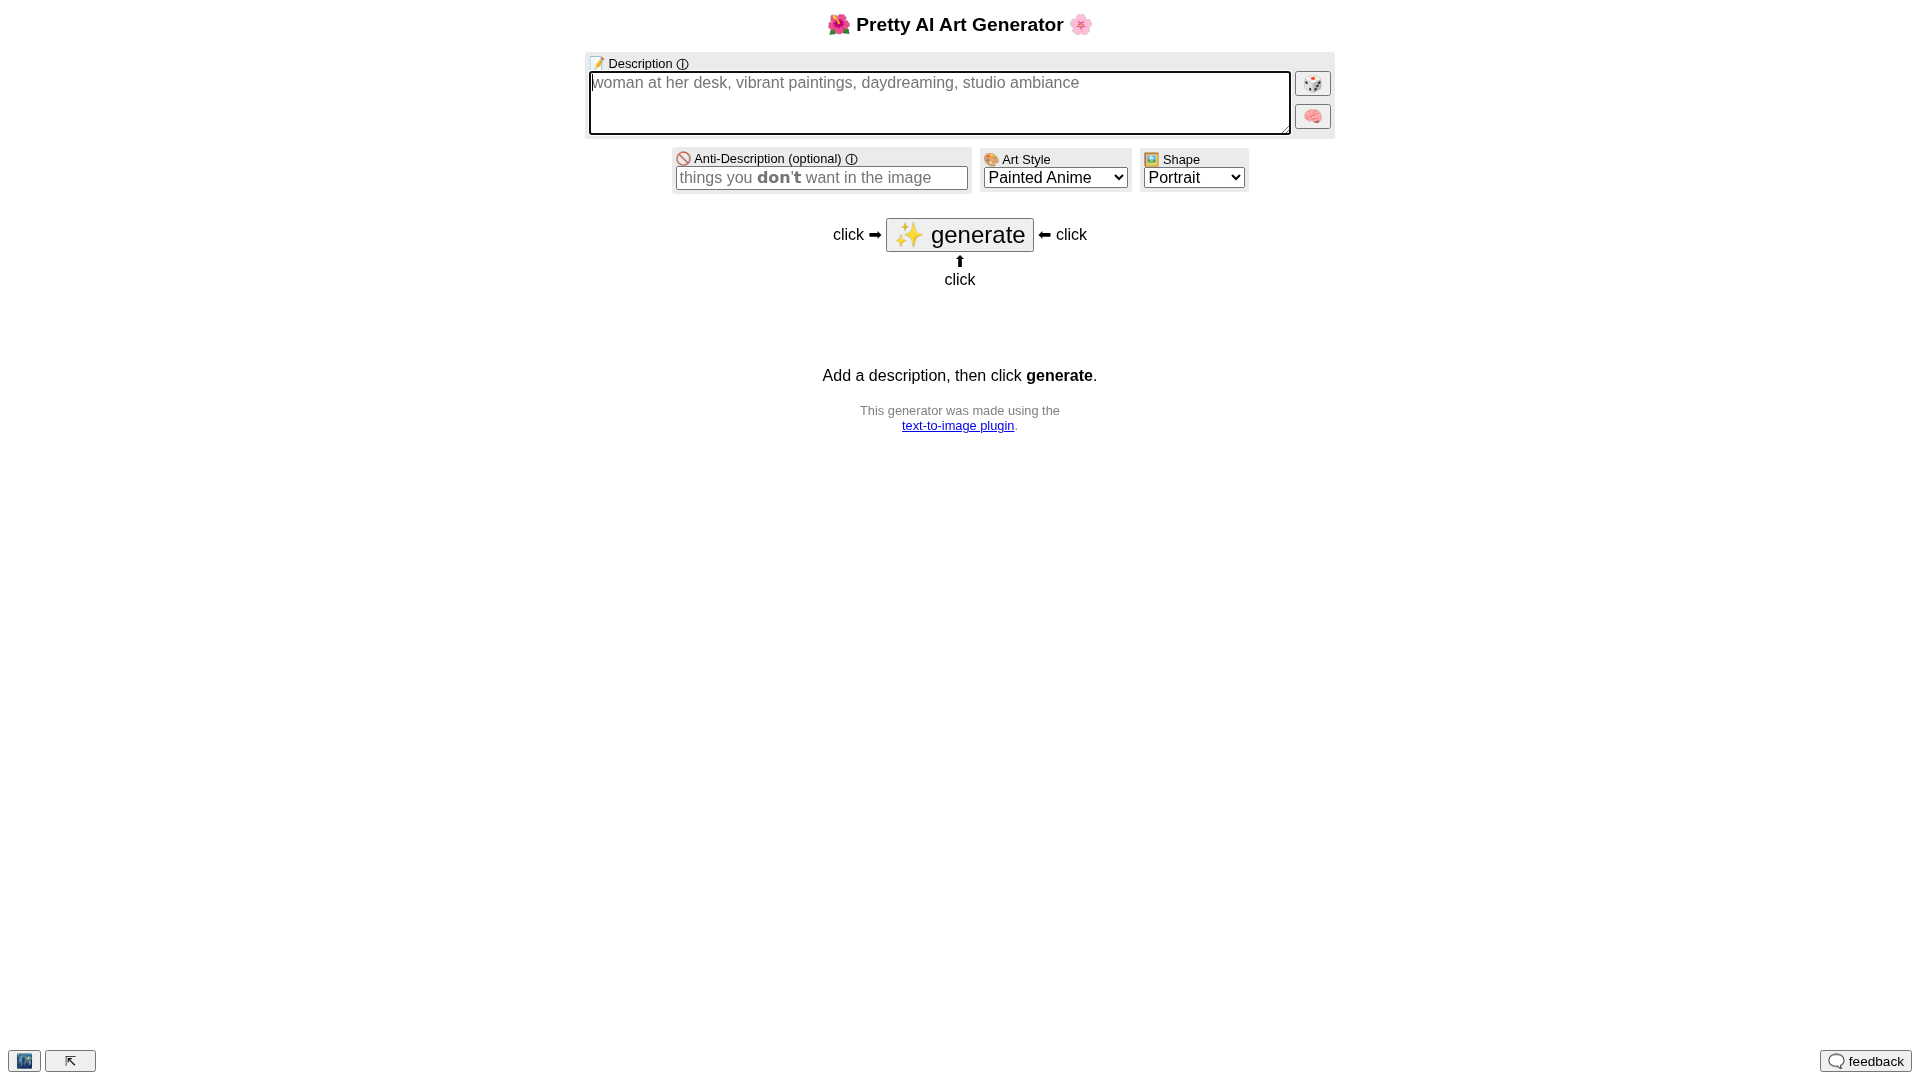 🌺 Pretty AI Art Generator 🌸
📝 Description ⓘ
woman at her desk, vibrant paintings, daydreaming, studio ambiance
🎲
🧠
🚫 Anti-Description (optional) ⓘ
things you don't want in the image
🎨 Art Style
Painted Anime
🖼️ Shape
Portrait
click ➡ ✨ generate ⬅ click
⬆
click
Add a description, then click generate.
This generator was made using the
text-to-image plugin.
🌃 ⇱ 🗨️ feedback